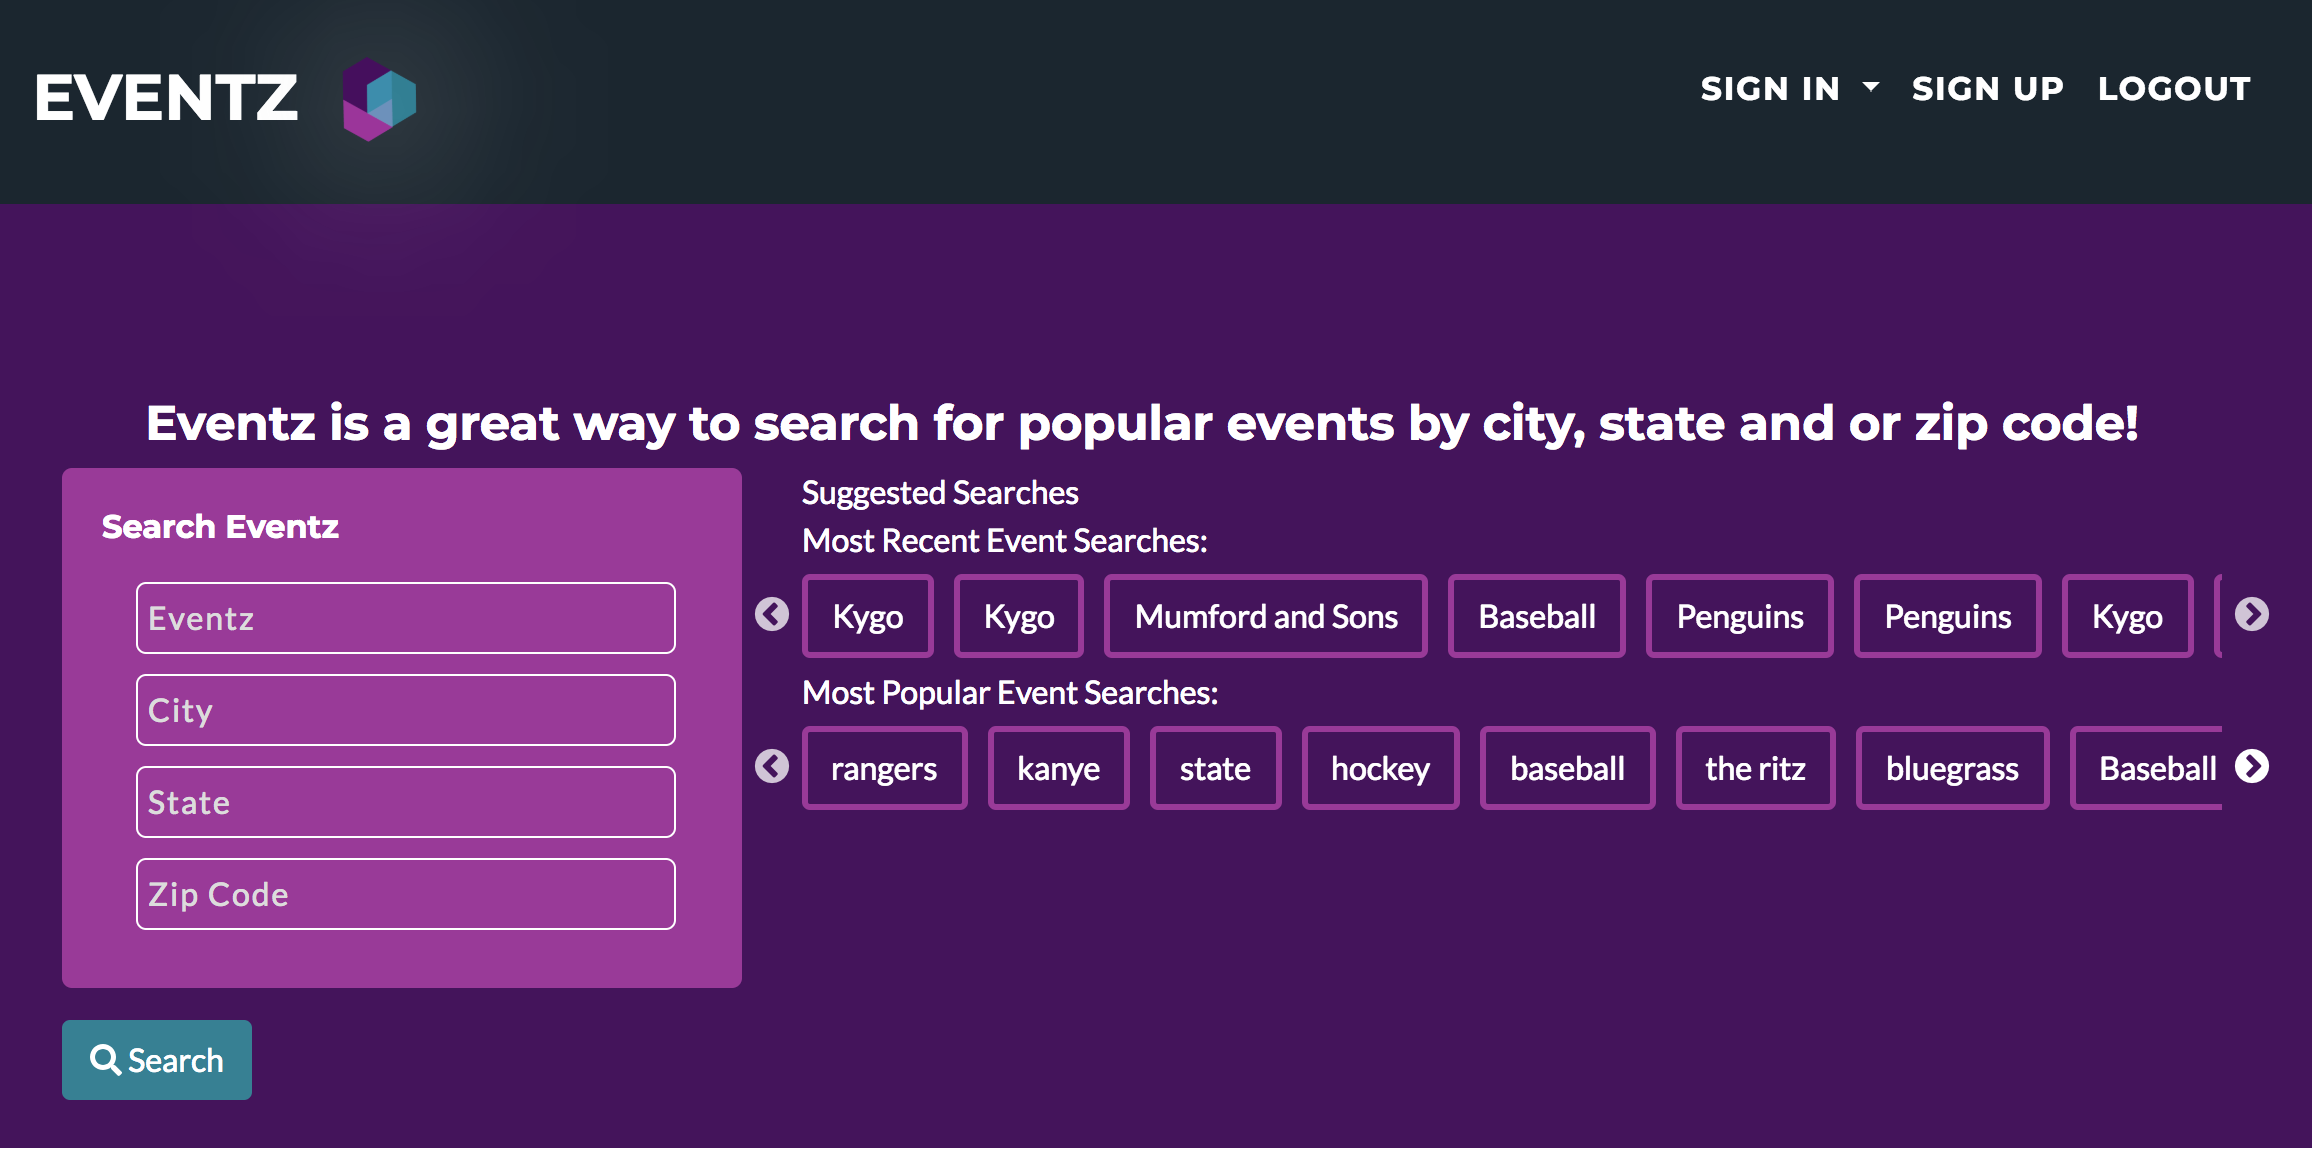 EVENTZ
SIGN IN SIGN UP LOGOUT
Eventz is a great way to search for popular events by city, state and or zip code!
Search Eventz
Eventz
City
State
Zip Code
Search
Suggested Searches
Most Recent Event Searches:
Kygo Kygo Mumford and Sons Baseball Penguins Penguins Kygo
Most Popular Event Searches:
rangers kanye state hockey baseball the ritz bluegrass Baseball